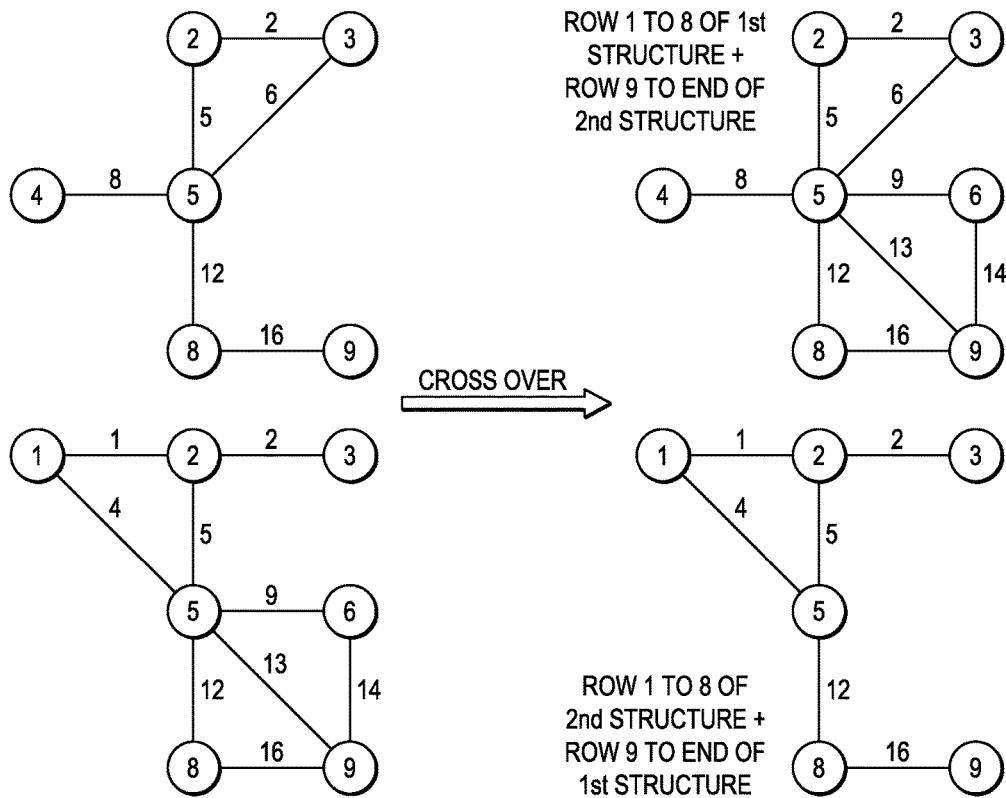 2 2 3
5 6
4 8 5
12
8 16 9
ROW 1 TO 8 OF 1st
STRUCTURE +
ROW 9 TO END OF
2nd STRUCTURE
2 2 3
5 6
4 8 5 9 6
12 13 14
8 16 9
CROSS OVER
1 1 2 2 3
4 5
5 9 6
12 13 14
8 16 9
1 1 2 2 3
4 5
5
12
8 16 9
ROW 1 TO 8 OF
2nd STRUCTURE +
ROW 9 TO END OF
1st STRUCTURE